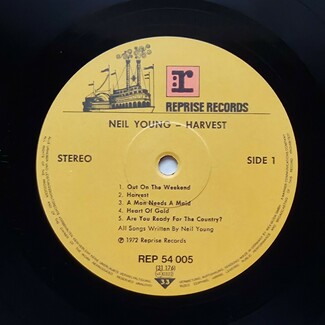 r
REPRISE RECORDS
NEIL YOUNG – HARVEST
STEREO
SIDE 1
1 Out On The Weekend
2 Harvest
3 A Man Needs A Maid
4 Heart Of Gold
5 Are You Ready For The Country?
All Songs Written By Neil Young
℗ 1972 Reprise Records
REP 54 005
33